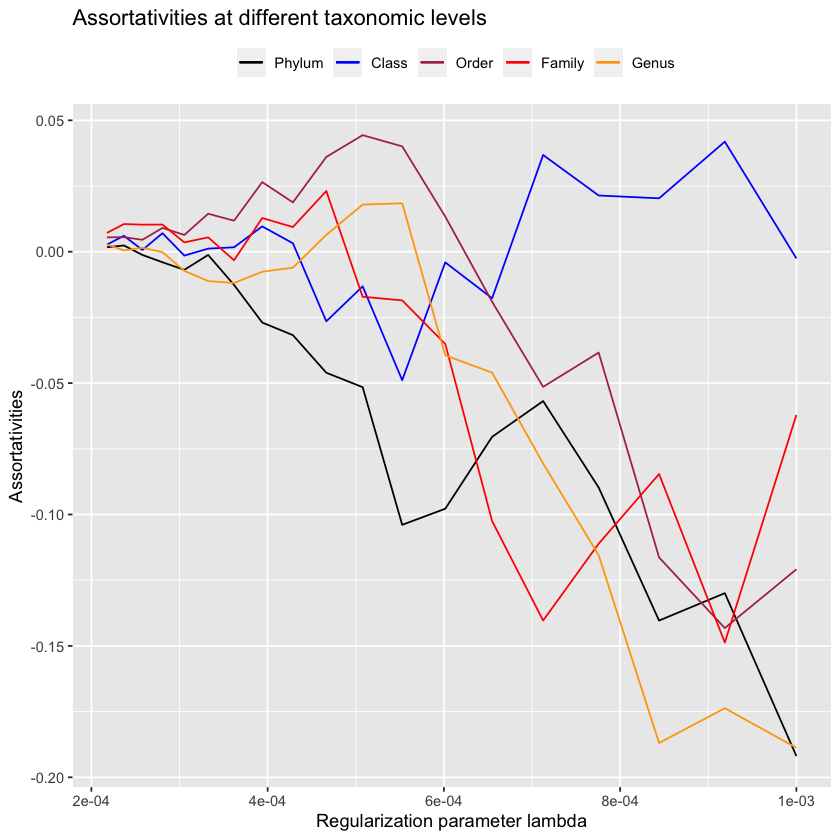 Assortativities at different taxonomic levels
Phylum Class Order Family Genus
0.05
0.00
-0.05
-0.10
-0.15
-0.20
Assortativities
2e-04 4e-04 6e-04 8e-04 1e-03
Regularization parameter lambda